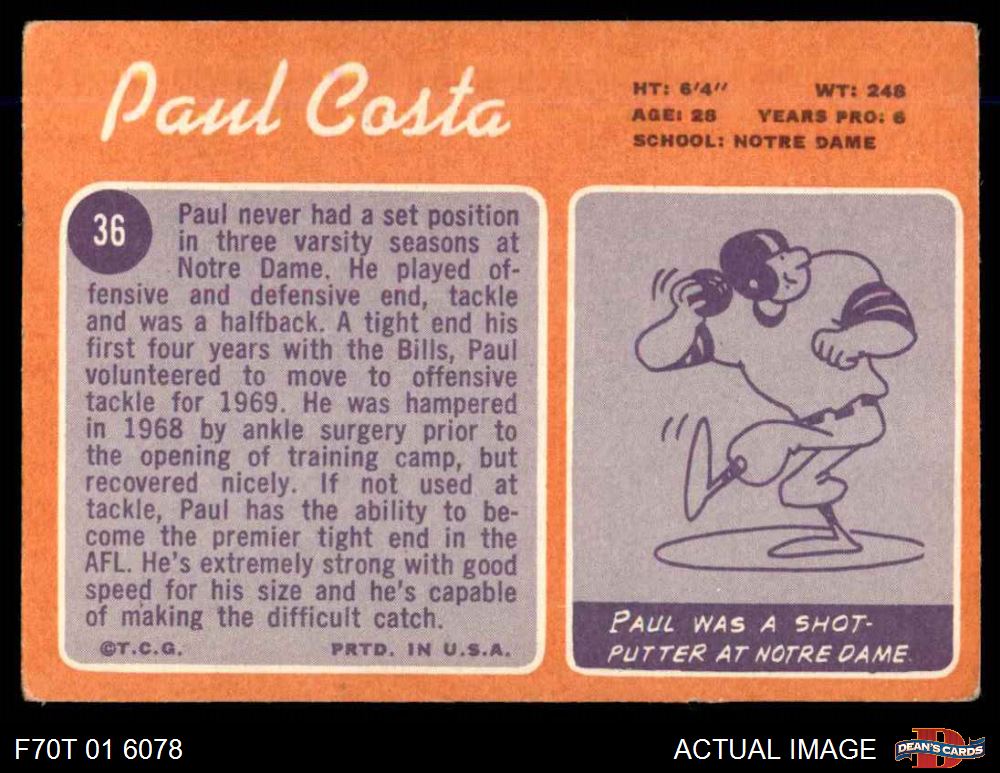 Paul Costa
HT: 6'4" WT: 248
AGE: 28 YEARS PRO: 6
SCHOOL: NOTRE DAME
36
Paul never had a set position
in three varsity seasons at
Notre Dame. He played of-
fensive and defensive end, tackle
and was a halfback. A tight end his
first four years with the Bills, Paul
volunteered to move to offensive
tackle for 1969. He was hampered
in 1968 by ankle surgery prior to
the opening of training camp, but
recovered nicely. If not used at
tackle, Paul has the ability to be-
come the premier tight end in the
AFL. He's extremely strong with good
speed for his size and he's capable
of making the difficult catch.
©T.C.G. PRTD. IN U.S.A.
PAUL WAS A SHOT-
PUTTER AT NOTRE DAME.
F70T 01 6078
ACTUAL IMAGE
DEAN'S CARDS